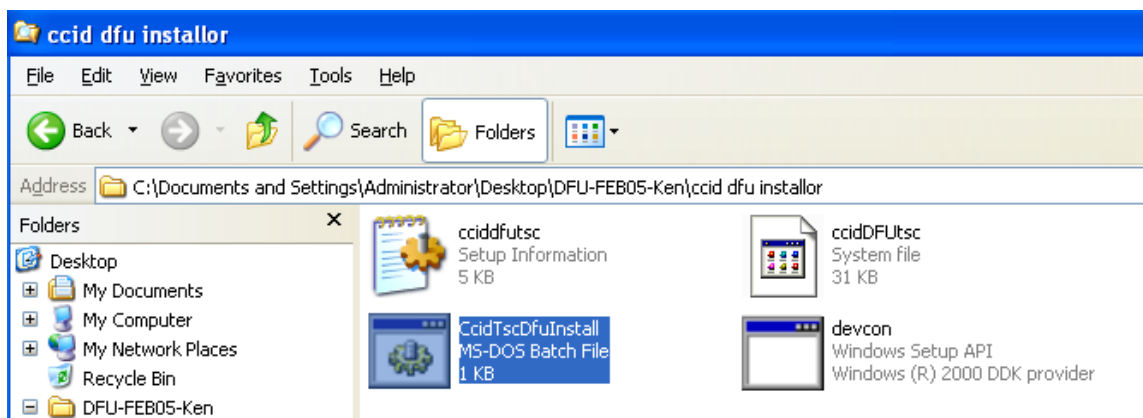 ccid dfu installor
File Edit View Favorites Tools Help
Back Search Folders
Address C:\Documents and Settings\Administrator\Desktop\DFU-FEB05-Ken\ccid dfu installor
Folders
Desktop
My Documents
My Computer
My Network Places
Recycle Bin
DFU-FEB05-Ken
cciddfutsc
Setup Information
5 KB
ccidDFUtsc
System file
31 KB
CcidTscDfuInstall
MS-DOS Batch File
1 KB
devcon
Windows Setup API
Windows (R) 2000 DDK provider